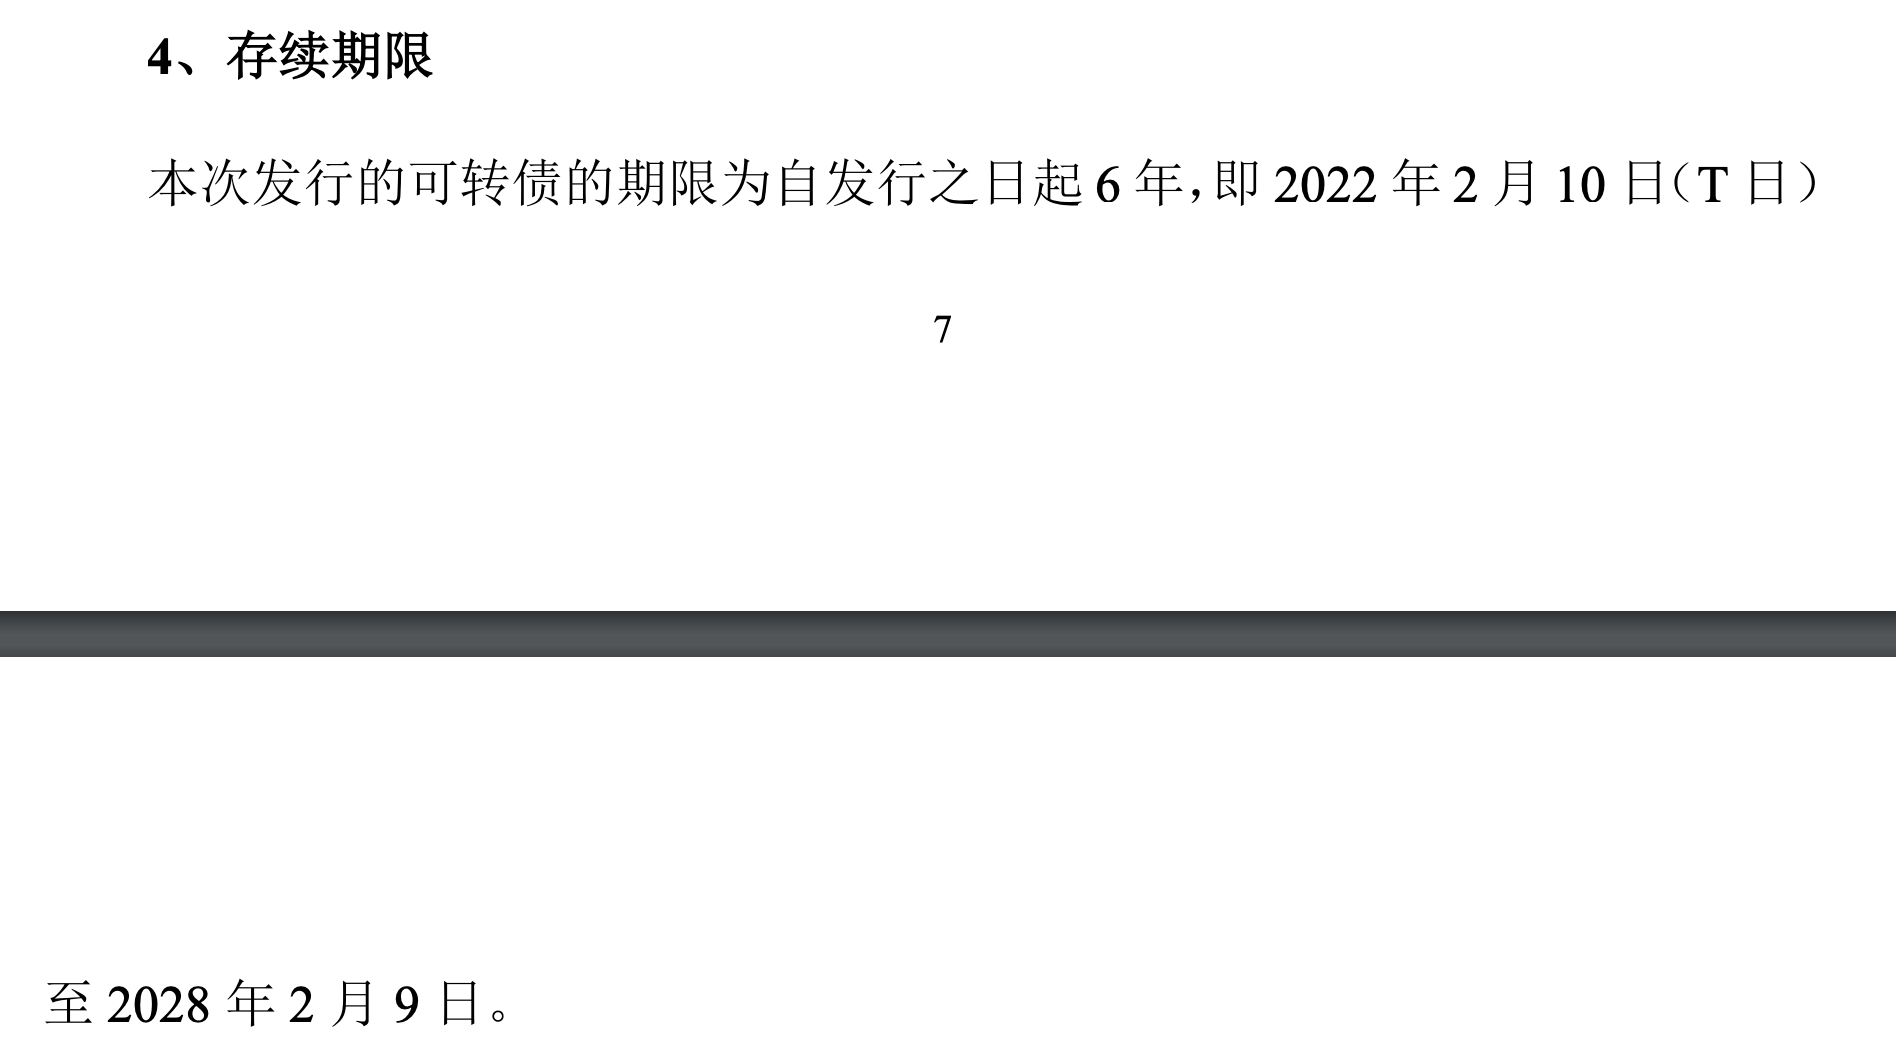 4、存续期限
本次发行的可转债的期限为自发行之日起 6 年，即 2022 年 2 月 10 日（T 日）
7
至 2028 年 2 月 9 日。